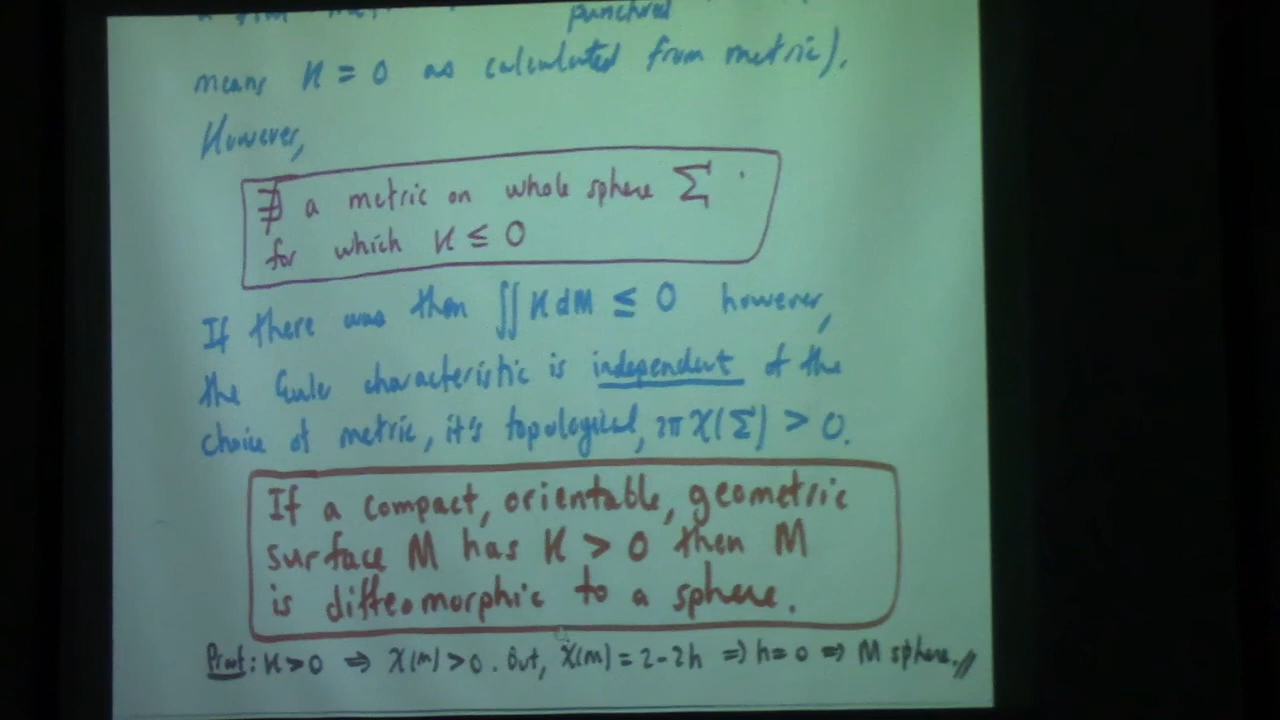 punctured
means K = 0 as calculated from metric).
However,
∄ a metric on whole sphere Σ
for which K ≤ 0
If there was then ∬ K dM ≤ 0 however,
the Euler characteristic is independent of the
choice of metric, it's topological, 2π χ(Σ) > 0.
If a compact, orientable, geometric
surface M has K > 0 then M
is diffeomorphic to a sphere.
Proof: K > 0 ⇒ χ(M) > 0. But, χ(M) = 2 - 2h ⇒ h = 0 ⇒ M sphere.//